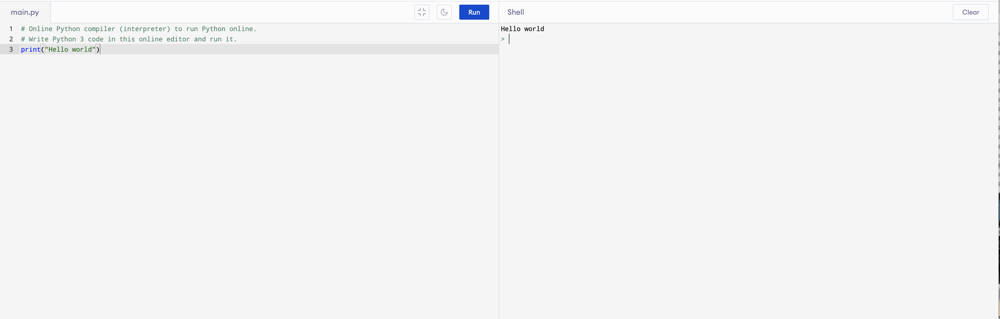 main.py
Run
Shell
Clear
1 # Online Python compiler (interpreter) to run Python online.
2 # Write Python 3 code in this online editor and run it.
3 print("Hello world")
Hello world
>